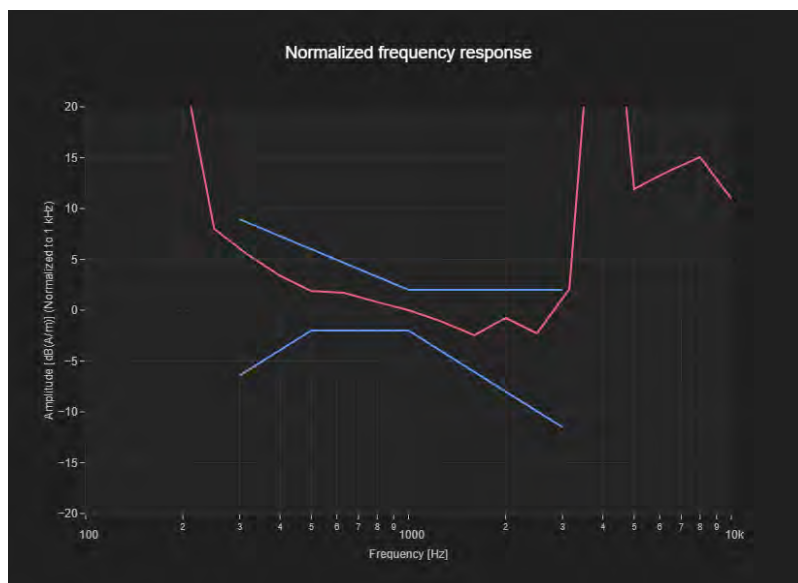 Normalized frequency response
Amplitude [dB(A/m)] (Normalized to 1 kHz)
20
15
10
5
0
−5
−10
−15
−20
100 2 3 4 5 6 7 8 9 1000 2 3 4 5 6 7 8 9 10k
Frequency [Hz]